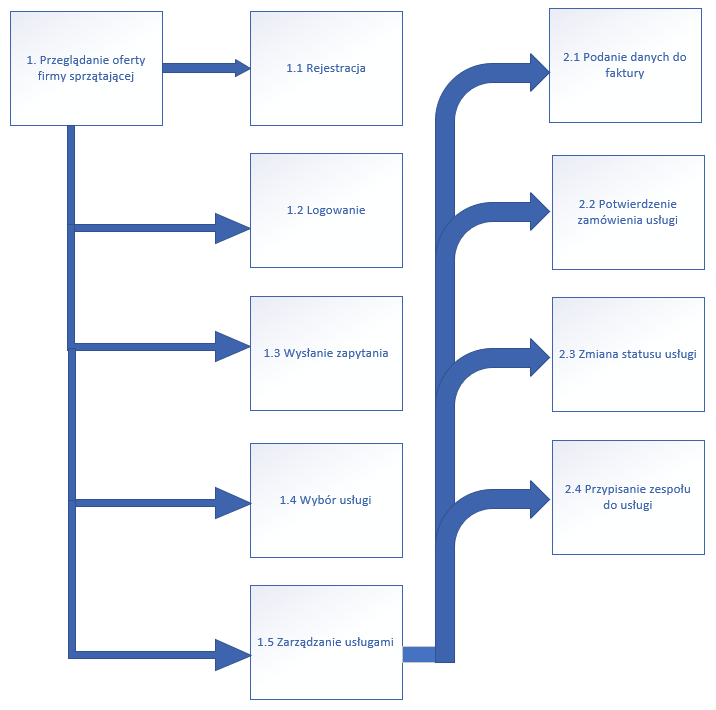 1. Przeglądanie oferty
firmy sprzątającej
1.1 Rejestracja
1.2 Logowanie
1.3 Wysłanie zapytania
1.4 Wybór usługi
1.5 Zarządzanie usługami
2.1 Podanie danych do
faktury
2.2 Potwierdzenie
zamówienia usługi
2.3 Zmiana statusu usługi
2.4 Przypisanie zespołu
do usługi